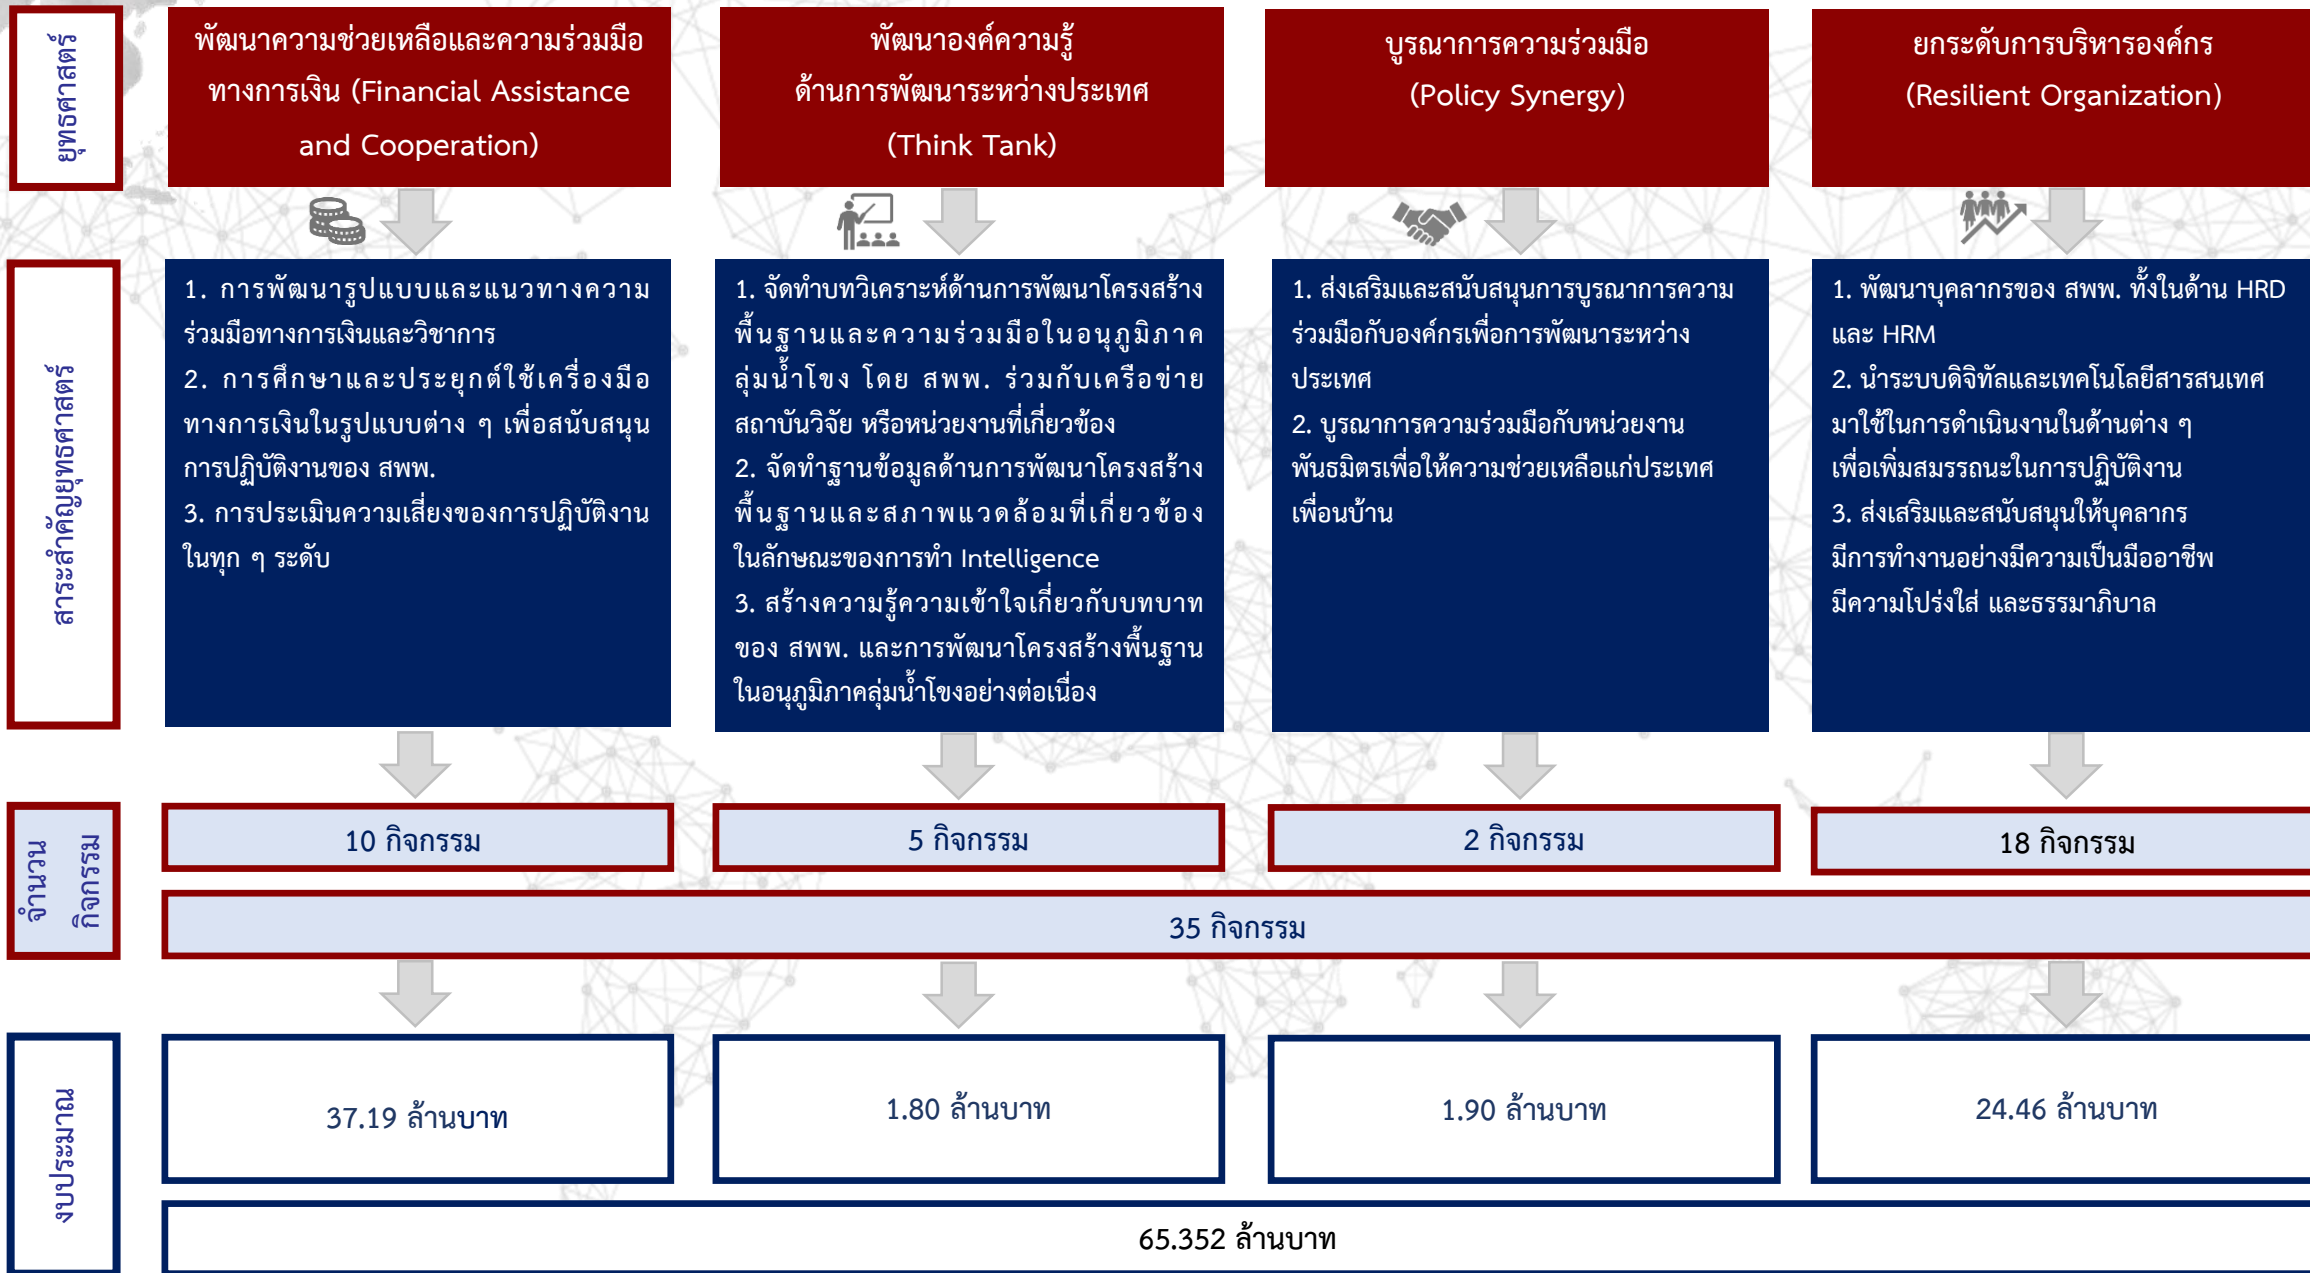 ยุทธศาสตร์
พัฒนาความช่วยเหลือและความร่วมมือ
ทางการเงิน (Financial Assistance
and Cooperation)
พัฒนาองค์ความรู้
ด้านการพัฒนาระหว่างประเทศ
(Think Tank)
บูรณาการความร่วมมือ
(Policy Synergy)
ยกระดับการบริหารองค์กร
(Resilient Organization)
สาระสำคัญยุทธศาสตร์
1. การพัฒนารูปแบบและแนวทางความ
ร่วมมือทางการเงินและวิชาการ
2. การศึกษาและประยุกต์ใช้เครื่องมือ
ทางการเงินในรูปแบบต่าง ๆ เพื่อสนับสนุน
การปฏิบัติงานของ สพพ.
3. การประเมินความเสี่ยงของการปฏิบัติงาน
ในทุก ๆ ระดับ
1. จัดทำบทวิเคราะห์ด้านการพัฒนาโครงสร้าง
พื้นฐานและความร่วมมือในอนุภูมิภาค
ลุ่มน้ำโขง โดย สพพ. ร่วมกับเครือข่าย
สถาบันวิจัย หรือหน่วยงานที่เกี่ยวข้อง
2. จัดทำฐานข้อมูลด้านการพัฒนาโครงสร้าง
พื้นฐานและสภาพแวดล้อมที่เกี่ยวข้อง
ในลักษณะของการทำ Intelligence
3. สร้างความรู้ความเข้าใจเกี่ยวกับบทบาท
ของ สพพ. และการพัฒนาโครงสร้างพื้นฐาน
ในอนุภูมิภาคลุ่มน้ำโขงอย่างต่อเนื่อง
1. ส่งเสริมและสนับสนุนการบูรณาการความ
ร่วมมือกับองค์กรเพื่อการพัฒนาระหว่าง
ประเทศ
2. บูรณาการความร่วมมือกับหน่วยงาน
พันธมิตรเพื่อให้ความช่วยเหลือแก่ประเทศ
เพื่อนบ้าน
1. พัฒนาบุคลากรของ สพพ. ทั้งในด้าน HRD
และ HRM
2. นำระบบดิจิทัลและเทคโนโลยีสารสนเทศ
มาใช้ในการดำเนินงานในด้านต่าง ๆ
เพื่อเพิ่มสมรรถนะในการปฏิบัติงาน
3. ส่งเสริมและสนับสนุนให้บุคลากร
มีการทำงานอย่างมีความเป็นมืออาชีพ
มีความโปร่งใส่ และธรรมาภิบาล
จำนวน
กิจกรรม
10 กิจกรรม
5 กิจกรรม
2 กิจกรรม
18 กิจกรรม
35 กิจกรรม
งบประมาณ
37.19 ล้านบาท
1.80 ล้านบาท
1.90 ล้านบาท
24.46 ล้านบาท
65.352 ล้านบาท